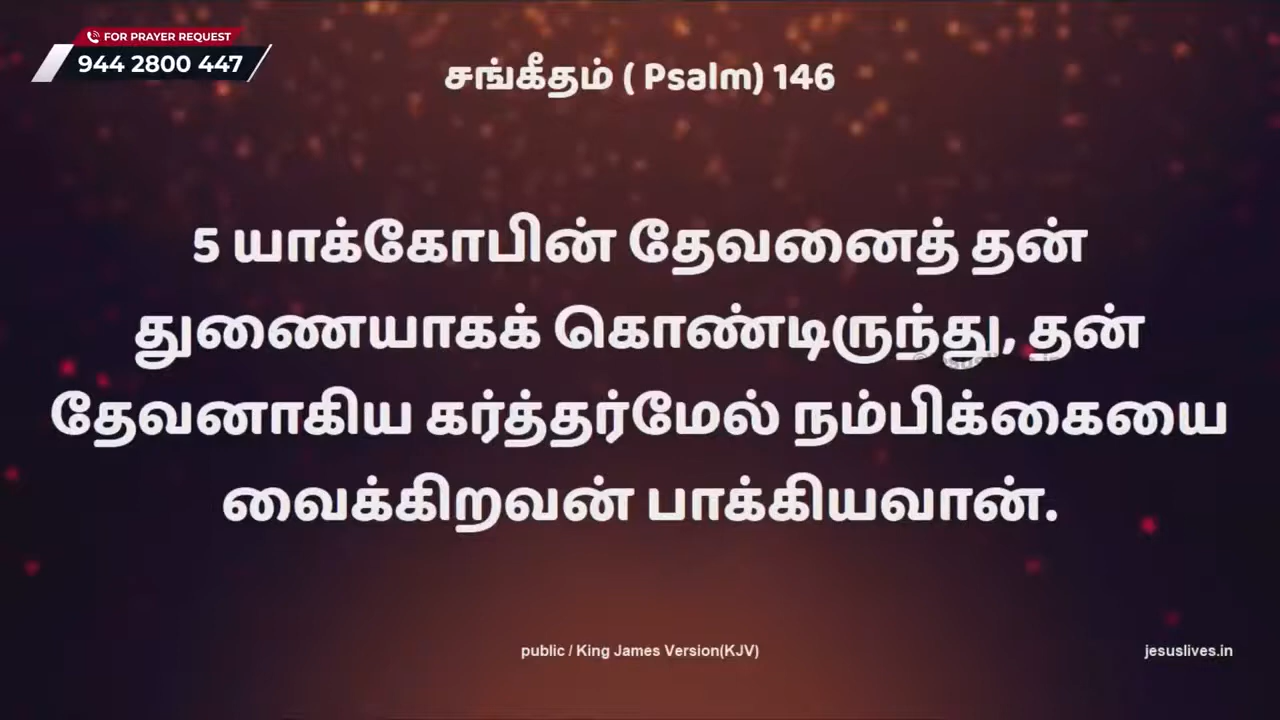 FOR PRAYER REQUEST
944 2800 447
சங்கீதம் ( Psalm) 146
5 யாக்கோபின் தேவனைத் தன்
துணையாகக் கொண்டிருந்து, தன்
தேவனாகிய கர்த்தர்மேல் நம்பிக்கையை
வைக்கிறவன் பாக்கியவான்.
public / King James Version(KJV)
jesuslives.in